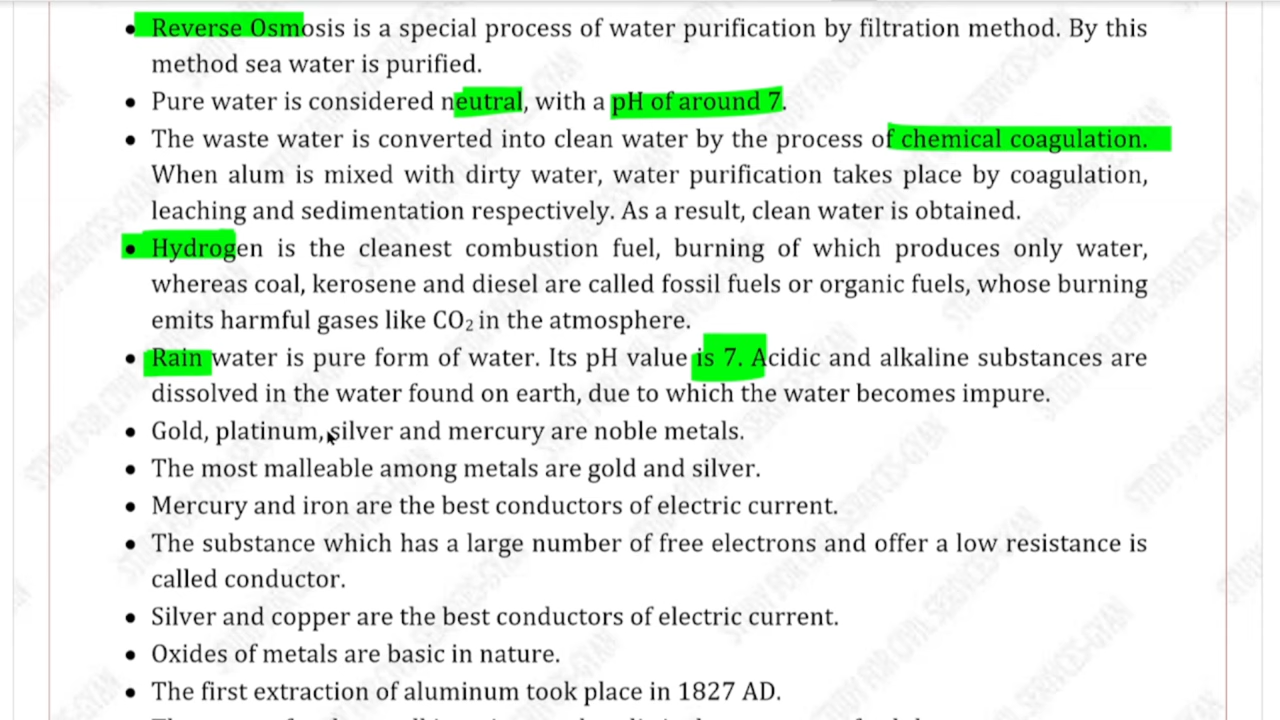 • Reverse Osmosis is a special process of water purification by filtration method. By this
method sea water is purified.
• Pure water is considered neutral, with a pH of around 7.
• The waste water is converted into clean water by the process of chemical coagulation.
When alum is mixed with dirty water, water purification takes place by coagulation,
leaching and sedimentation respectively. As a result, clean water is obtained.
• Hydrogen is the cleanest combustion fuel, burning of which produces only water,
whereas coal, kerosene and diesel are called fossil fuels or organic fuels, whose burning
emits harmful gases like CO₂ in the atmosphere.
• Rain water is pure form of water. Its pH value is 7. Acidic and alkaline substances are
dissolved in the water found on earth, due to which the water becomes impure.
• Gold, platinum, silver and mercury are noble metals.
• The most malleable among metals are gold and silver.
• Mercury and iron are the best conductors of electric current.
• The substance which has a large number of free electrons and offer a low resistance is
called conductor.
• Silver and copper are the best conductors of electric current.
• Oxides of metals are basic in nature.
• The first extraction of aluminum took place in 1827 AD.